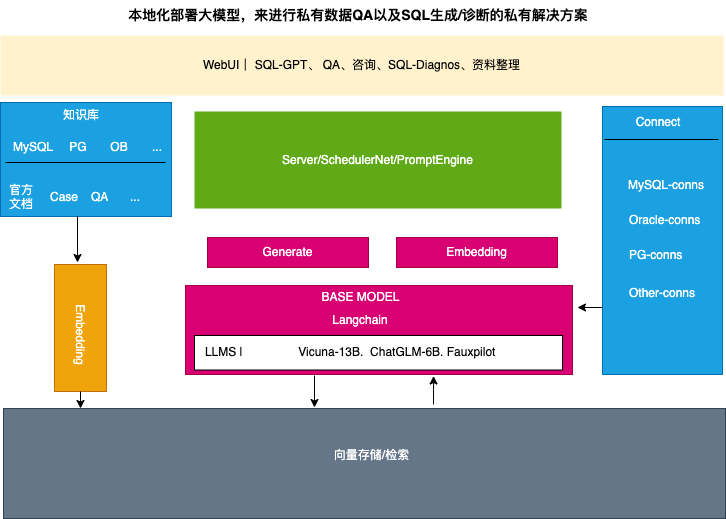 本地化部署大模型，来进行私有数据QA以及SQL生成/诊断的私有解决方案
WebUI｜ SQL-GPT、 QA、咨询、SQL-Diagnos、资料整理
知识库
MySQL PG OB ...
官方
文档 Case QA ...
Server/SchedulerNet/PromptEngine
Connect
MySQL-conns
Oracle-conns
PG-conns
Other-conns
Generate
Embedding
Embedding
BASE MODEL
Langchain
LLMS | Vicuna-13B. ChatGLM-6B. Fauxpilot
向量存储/检索